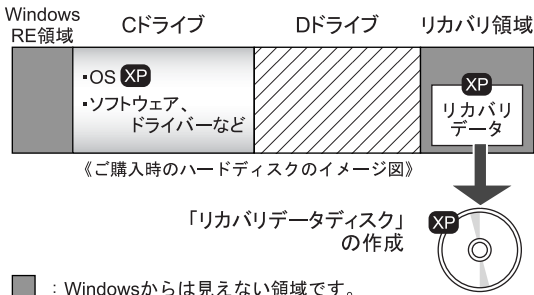 Windows
RE領域
Cドライブ
Dドライブ
リカバリ領域
・OS XP
・ソフトウェア、
ドライバーなど
XP
リカバリ
データ
《ご購入時のハードディスクのイメージ図》
「リカバリデータディスク」
の作成
XP
：Windowsからは見えない領域です。